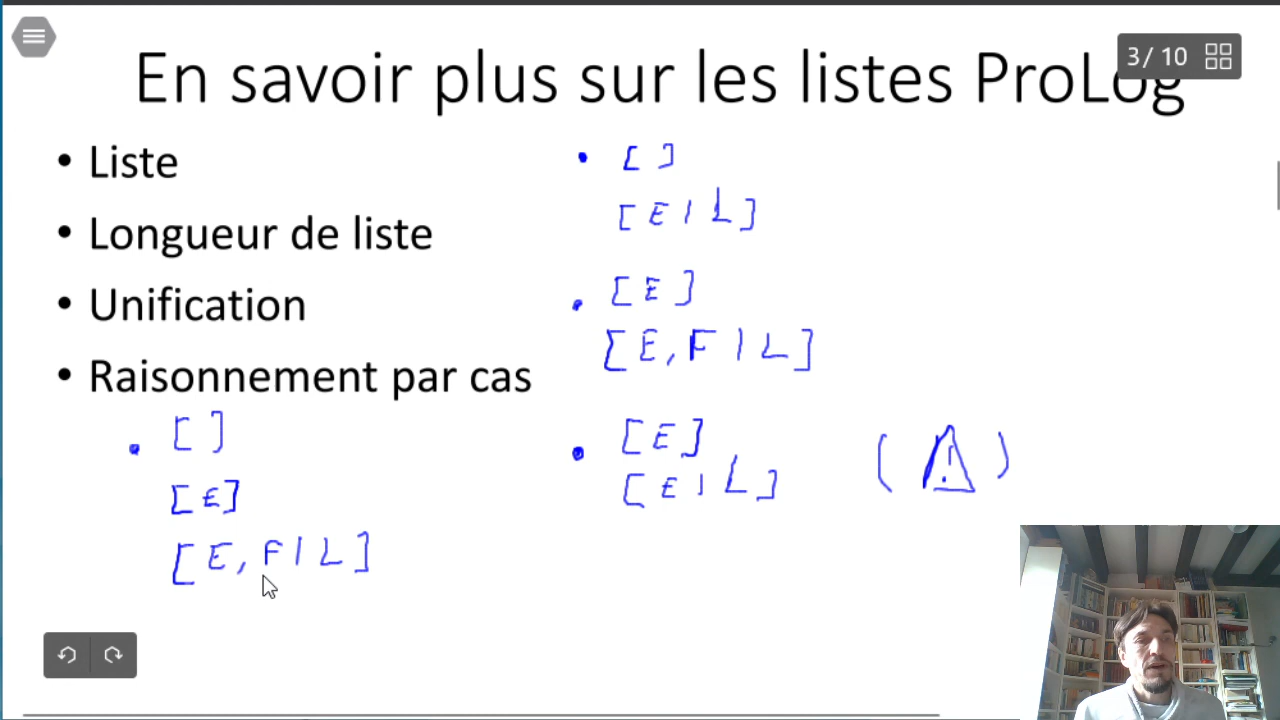 En savoir plus sur les listes ProLog
3/ 10
• Liste
• Longueur de liste
• Unification
• Raisonnement par cas
• [ ]
[ E ]
[ E, F | L ]
• [ ]
[ E | L ]
• [ E ]
[ E, F | L ]
• [ E ]
[ E | L ]
( ! )